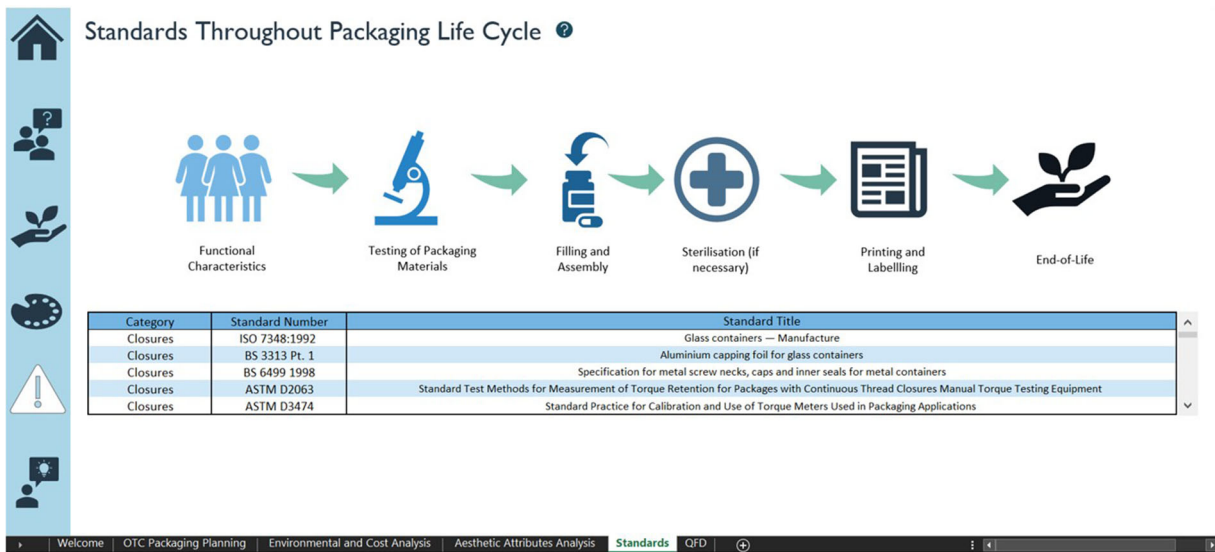 Standards Throughout Packaging Life Cycle ?
?
Functional
Characteristics
Testing of Packaging
Materials
Filling and
Assembly
Sterilisation (if
necessary)
Printing and
Labellling
End-of-Life
Category Standard Number Standard Title
Closures ISO 7348:1992 Glass containers — Manufacture
Closures BS 3313 Pt. 1 Aluminium capping foil for glass containers
Closures BS 6499 1998 Specification for metal screw necks, caps and inner seals for metal containers
Closures ASTM D2063 Standard Test Methods for Measurement of Torque Retention for Packages with Continuous Thread Closures Manual Torque Testing Equipment
Closures ASTM D3474 Standard Practice for Calibration and Use of Torque Meters Used in Packaging Applications
Welcome OTC Packaging Planning Environmental and Cost Analysis Aesthetic Attributes Analysis Standards QFD